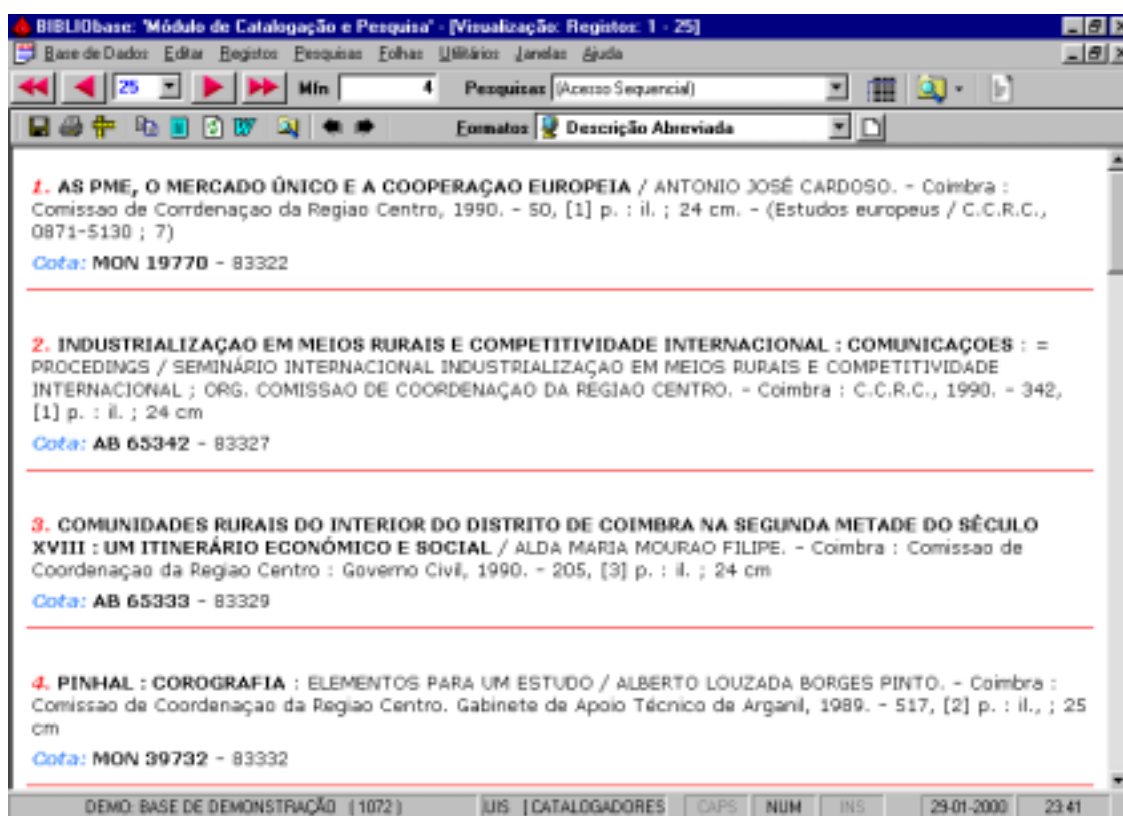 BIBLIObase: 'Módulo de Catalogação e Pesquisa' - [Visualização: Registos: 1 - 25]
Base de Dados Editar Registos Pesquisas Folhas Utilitários Janelas Ajuda
25 Mfn 4 Pesquisas (Acesso Sequencial)
Formatos Descrição Abreviada
1. AS PME, O MERCADO ÚNICO E A COOPERAÇAO EUROPEIA / ANTONIO JOSÉ CARDOSO. - Coimbra :
Comissao de Corrdenaçao da Regiao Centro, 1990. - 50, [1] p. : il. ; 24 cm. - (Estudos europeus / C.C.R.C.,
0871-5130 ; 7)
Cota: MON 19770 - 83322
2. INDUSTRIALIZAÇAO EM MEIOS RURAIS E COMPETITIVIDADE INTERNACIONAL : COMUNICAÇOES : =
PROCEDINGS / SEMINÁRIO INTERNACIONAL INDUSTRIALIZAÇAO EM MEIOS RURAIS E COMPETITIVIDADE
INTERNACIONAL ; ORG. COMISSAO DE COORDENAÇAO DA REGIAO CENTRO. - Coimbra : C.C.R.C., 1990. - 342,
[1] p. : il. ; 24 cm
Cota: AB 65342 - 83327
3. COMUNIDADES RURAIS DO INTERIOR DO DISTRITO DE COIMBRA NA SEGUNDA METADE DO SÉCULO
XVIII : UM ITINERÁRIO ECONÓMICO E SOCIAL / ALDA MARIA MOURAO FILIPE. - Coimbra : Comissao de
Coordenaçao da Regiao Centro : Governo Civil, 1990. - 205, [3] p. : il. ; 24 cm
Cota: AB 65333 - 83329
4. PINHAL : COROGRAFIA : ELEMENTOS PARA UM ESTUDO / ALBERTO LOUZADA BORGES PINTO. - Coimbra :
Comissao de Coordenaçao da Regiao Centro. Gabinete de Apoio Técnico de Arganil, 1989. - 517, [2] p. : il., ; 25
cm
Cota: MON 39732 - 83332
DEMO: BASE DE DEMONSTRAÇÃO (1072) UIS [CATALOGADORES CAPS NUM INS 29-01-2000 23:41